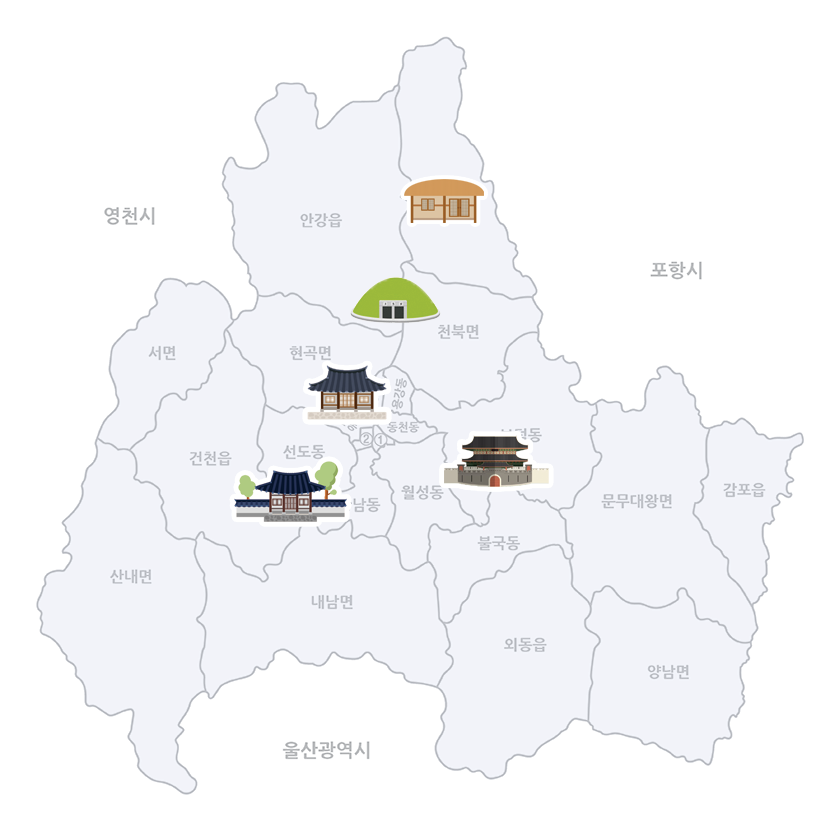 영천시
안강읍
포항시
천북면
서면
현곡면
용강동
동천동
건천읍
선도동
②
①
월성동
문무대왕면
감포읍
남동
불국동
산내면
내남면
외동읍
양남면
울산광역시